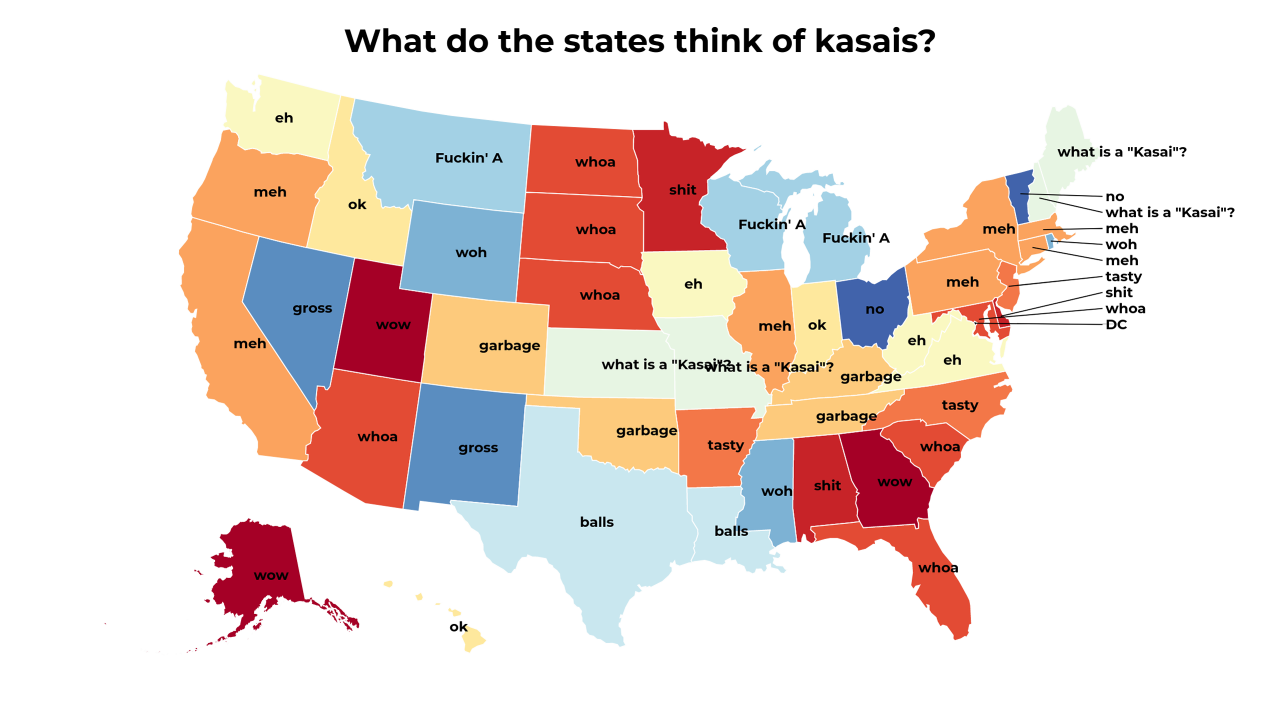 What do the states think of kasais?
eh
Fuckin' A
what is a "Kasai"?
whoa
shit
meh
no
ok
what is a "Kasai"?
Fuckin' A
meh
meh
whoa
Fuckin' A
woh
woh
meh
eh
meh
tasty
whoa
shit
gross
no
whoa
wow
meh
ok
DC
meh
garbage
eh
eh
what is a "Kasai"?
what is a "Kasai"?
garbage
tasty
garbage
whoa
garbage
tasty
whoa
gross
wow
woh
shit
balls
balls
whoa
wow
ok